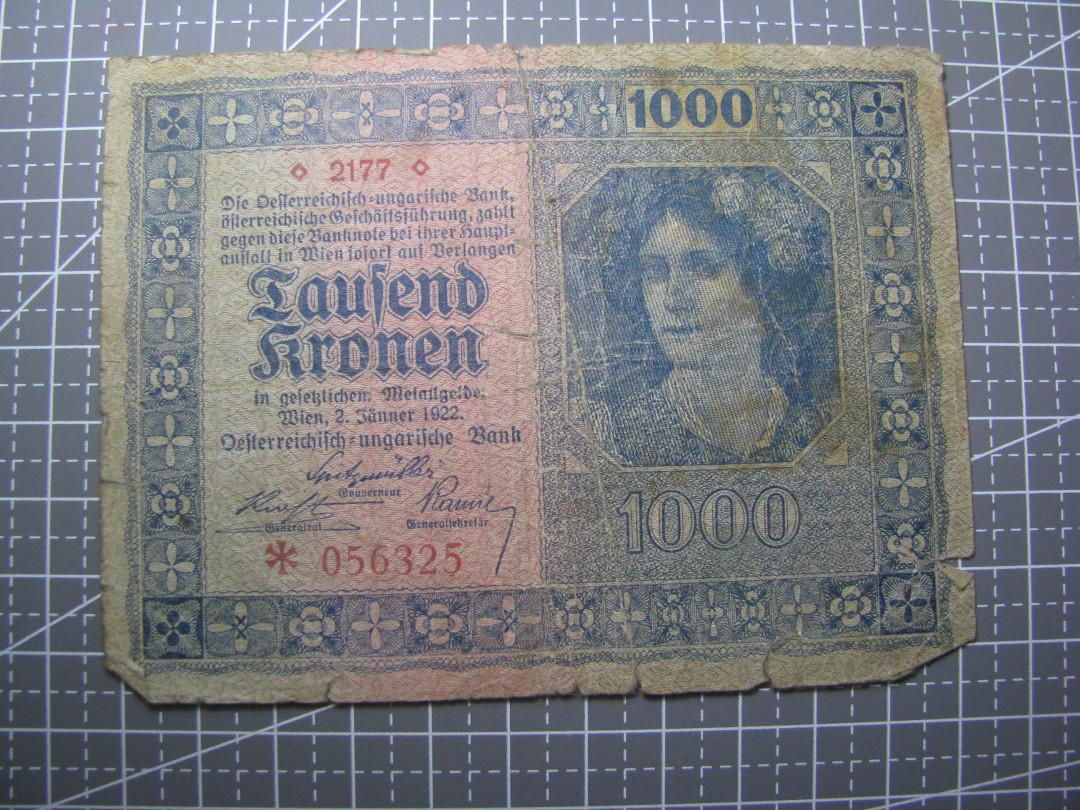 1000
◊ 2177 ◊
Die Oesterreichisch-ungarische Bank,
österreichische Geschäftsführung, zahlt
gegen diese Banknote bei ihrer Haupt-
anstalt in Wien sofort auf Verlangen
Tausend
Kronen
in gesetzlichem Metallgelde.
Wien, 2. Jänner 1922.
Oesterreichisch-ungarische Bank
Spitzmüller
Gouverneur
Generalrat
Generalsekretär
* 056325
1000